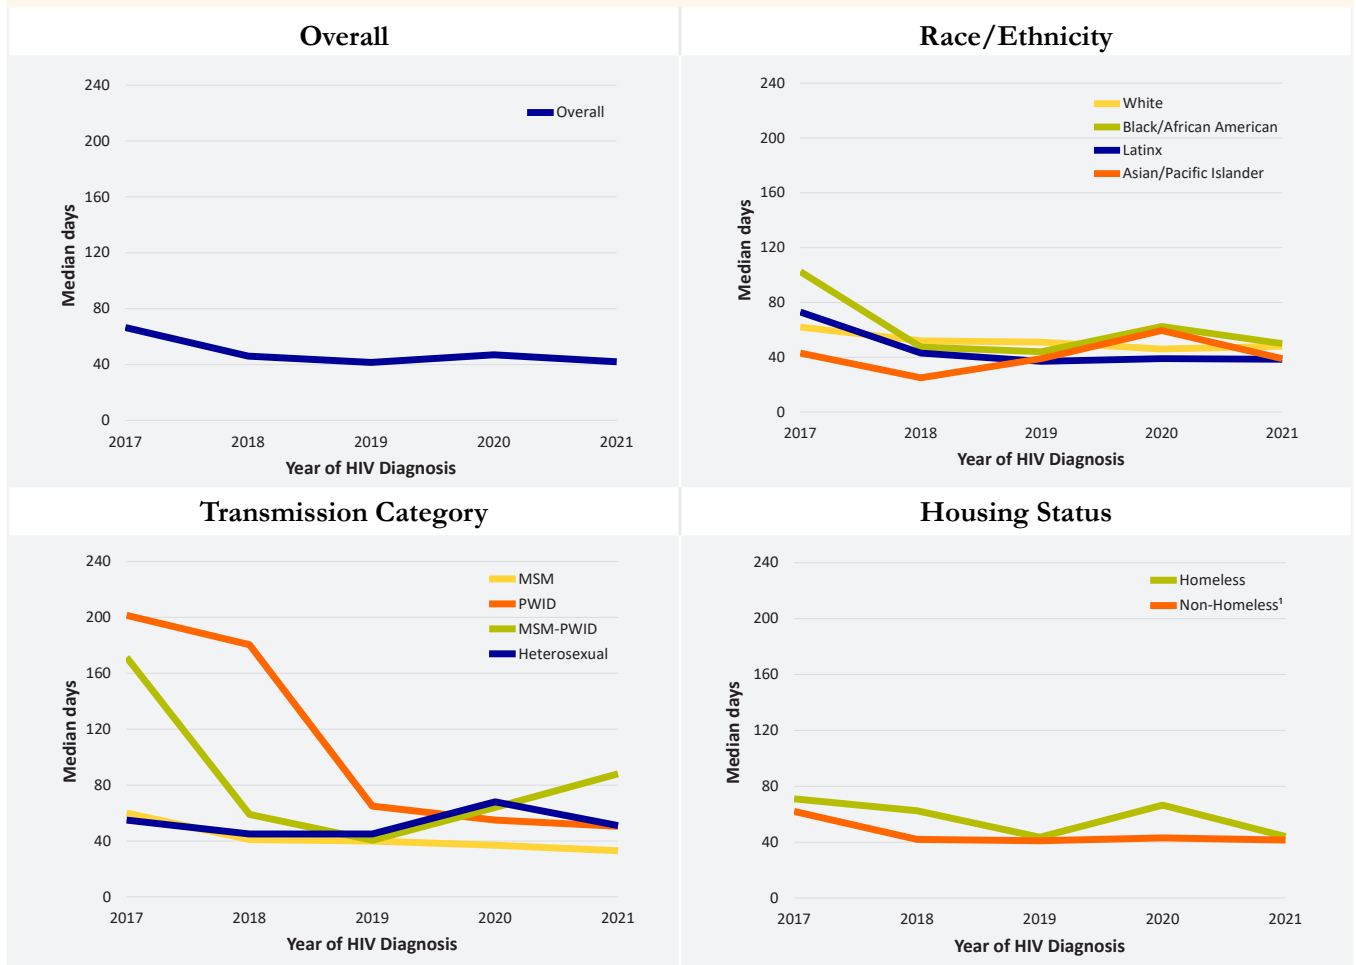 Overall
240
200
160
120
80
40
0
Median days
Overall
2017 2018 2019 2020 2021
Year of HIV Diagnosis
Race/Ethnicity
240
200
160
120
80
40
0
Median days
White
Black/African American
Latinx
Asian/Pacific Islander
2017 2018 2019 2020 2021
Year of HIV Diagnosis
Transmission Category
240
200
160
120
80
40
0
Median days
MSM
PWID
MSM-PWID
Heterosexual
2017 2018 2019 2020 2021
Year of HIV Diagnosis
Housing Status
240
200
160
120
80
40
0
Median days
Homeless
Non-Homeless¹
2017 2018 2019 2020 2021
Year of HIV Diagnosis